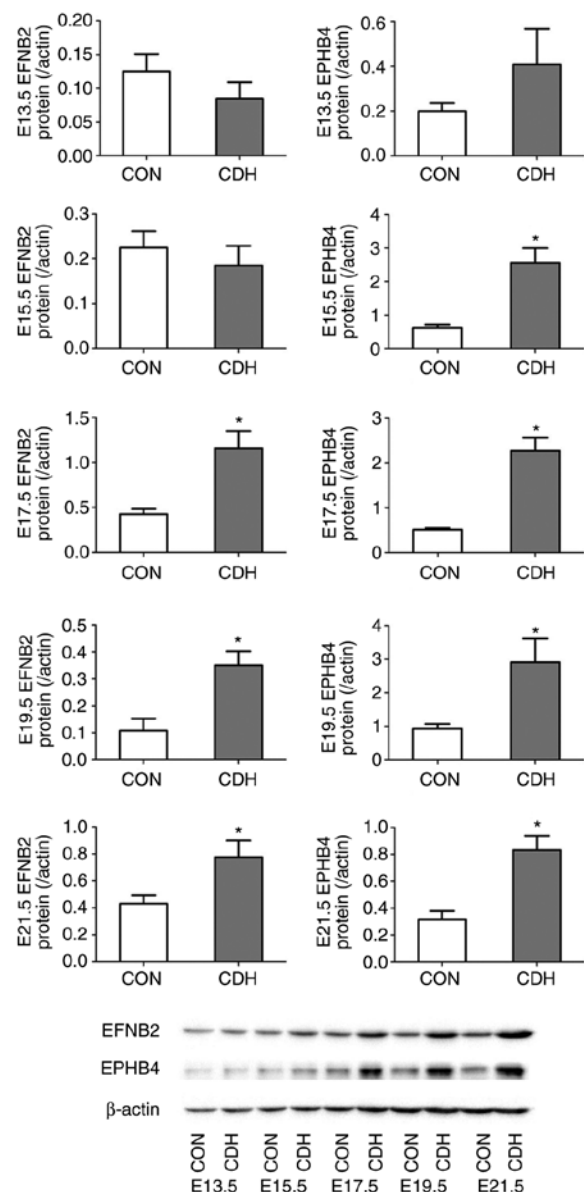 E13.5 EFNB2
protein (/actin)
0.20
0.15
0.10
0.05
0.00
CON
CDH
E13.5 EPHB4
protein (/actin)
0.6
0.4
0.2
0.0
CON
CDH
E15.5 EFNB2
protein (/actin)
0.3
0.2
0.1
0.0
CON
CDH
E15.5 EPHB4
protein (/actin)
4
3
2
1
0
*
CON
CDH
E17.5 EFNB2
protein (/actin)
1.5
1.0
0.5
0.0
*
CON
CDH
E17.5 EPHB4
protein (/actin)
3
2
1
0
*
CON
CDH
E19.5 EFNB2
protein (/actin)
0.5
0.4
0.3
0.2
0.1
0.0
*
CON
CDH
E19.5 EPHB4
protein (/actin)
4
3
2
1
0
*
CON
CDH
E21.5 EFNB2
protein (/actin)
1.0
0.8
0.6
0.4
0.2
0.0
*
CON
CDH
E21.5 EPHB4
protein (/actin)
1.0
0.8
0.6
0.4
0.2
0.0
*
CON
CDH
EFNB2
EPHB4
β-actin
CON CDH CON CDH CON CDH CON CDH CON CDH
E13.5 E15.5 E17.5 E19.5 E21.5